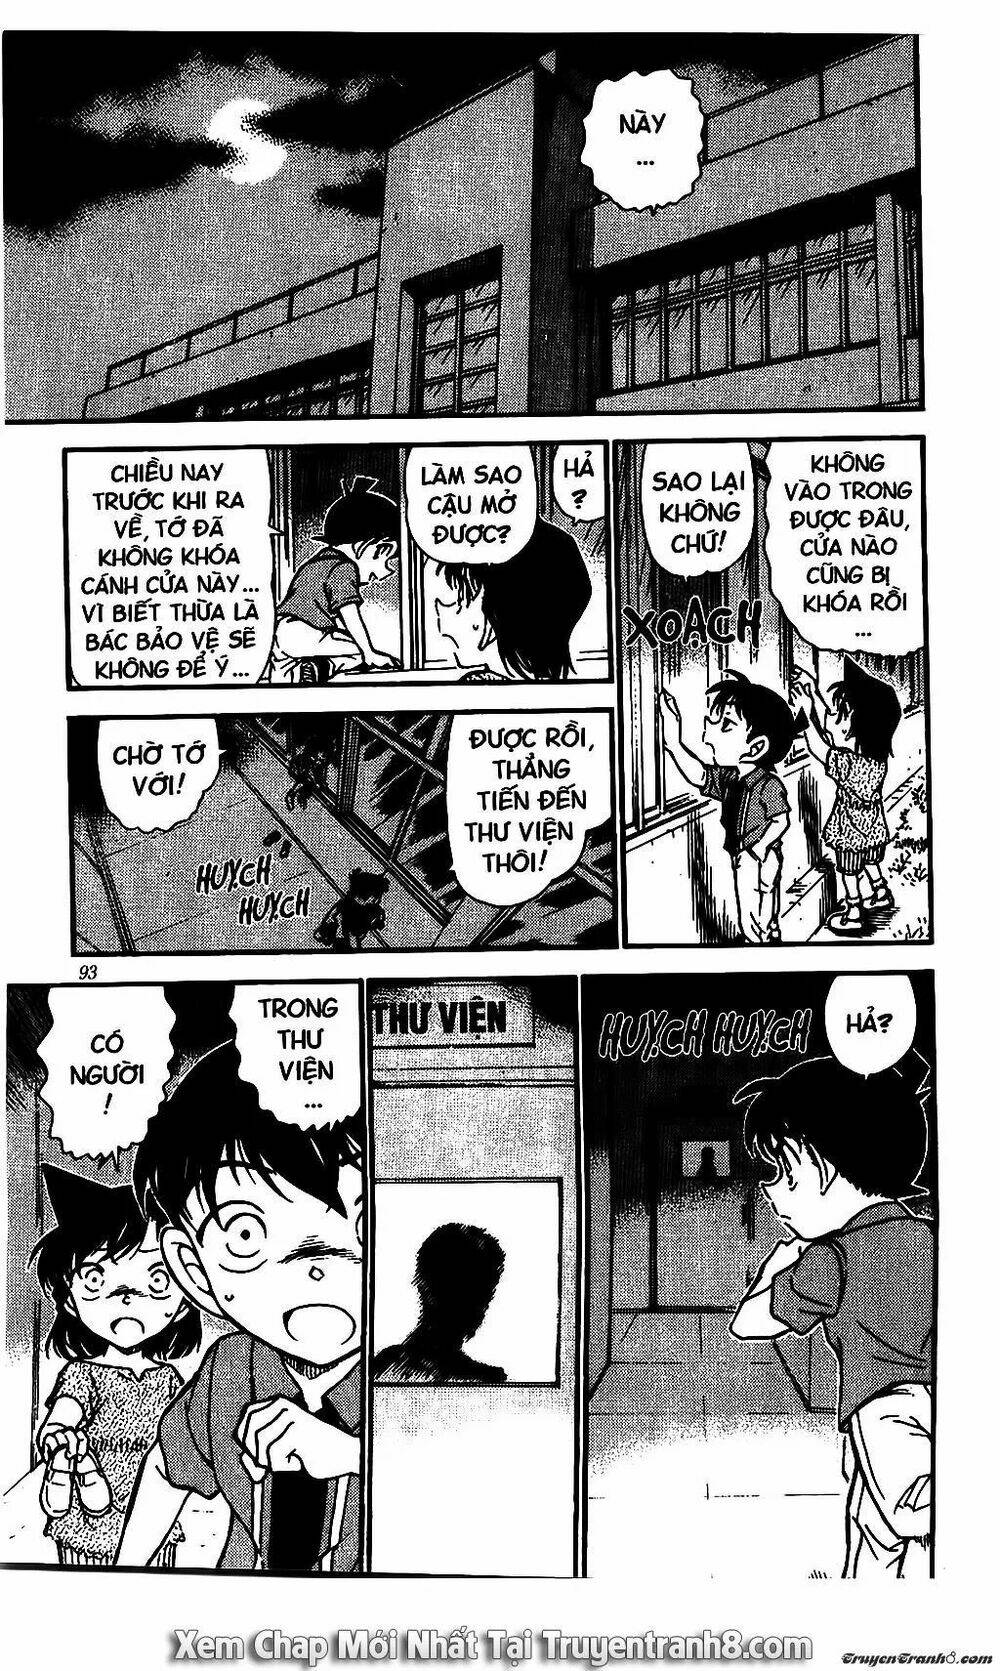 NÀY
...
KHÔNG
VÀO TRONG
ĐƯỢC ĐÂU,
CỬA NÀO
CŨNG BỊ
KHÓA RỒI
...
SAO LẠI
KHÔNG
CHỨ!
XOẠCH
HẢ
?
LÀM SAO
CẬU MỞ
ĐƯỢC?
CHIỀU NAY
TRƯỚC KHI RA
VỀ, TỚ ĐÃ
KHÔNG KHÓA
CÁNH CỬA NÀY...
VÌ BIẾT THỪA LÀ
BÁC BẢO VỆ SẼ
KHÔNG ĐỂ Ý...
ĐƯỢC RỒI,
THẲNG
TIẾN ĐẾN
THƯ VIỆN
THÔI!
CHỜ TỚ
VỚI!
HUỴCH
HUỴCH
93
HẢ?
HUỴCH HUỴCH
THƯ VIỆN
TRONG
THƯ
VIỆN
...
CÓ
NGƯỜI
!
Xem Chap Mới Nhất Tại Truyentranh8.com
TruyenTranh8.com